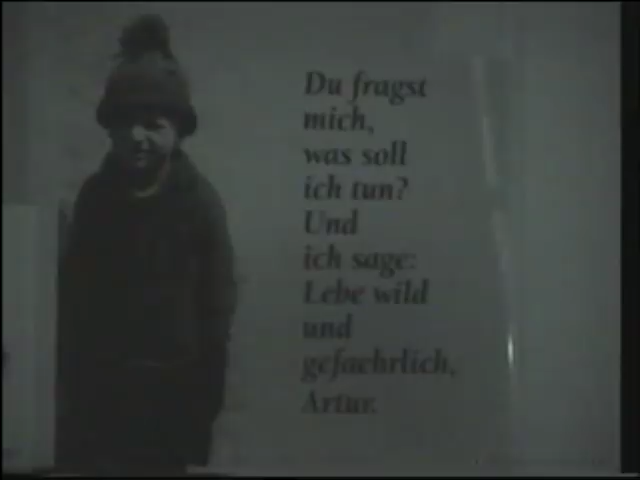 Du fragst
mich,
was soll
ich tun?
Und
ich sage:
Lebe wild
und
gefaehrlich,
Artur.